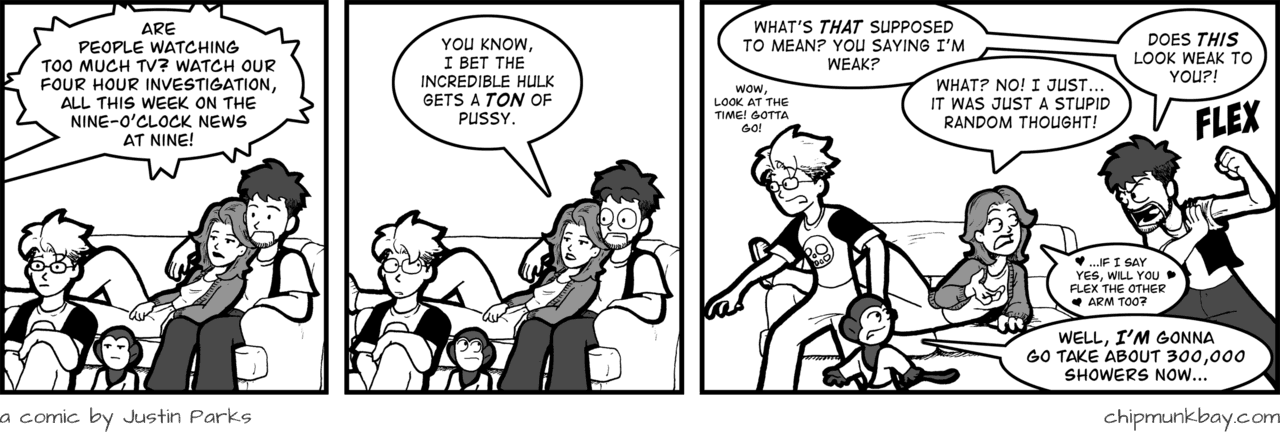 ARE
PEOPLE WATCHING
TOO MUCH TV? WATCH OUR
FOUR HOUR INVESTIGATION,
ALL THIS WEEK ON THE
NINE-O'CLOCK NEWS
AT NINE!
YOU KNOW,
I BET THE
INCREDIBLE HULK
GETS A TON OF
PUSSY.
WHAT'S THAT SUPPOSED
TO MEAN? YOU SAYING I'M
WEAK?
DOES THIS
LOOK WEAK TO
YOU?!
WOW,
LOOK AT THE
TIME! GOTTA
GO!
WHAT? NO! I JUST...
IT WAS JUST A STUPID
RANDOM THOUGHT!
FLEX
♥ ...IF I SAY
YES, WILL YOU ♥
FLEX THE OTHER
♥ ARM TOO?
WELL, I'M GONNA
GO TAKE ABOUT 300,000
SHOWERS NOW...
a comic by Justin Parks
chipmunkbay.com